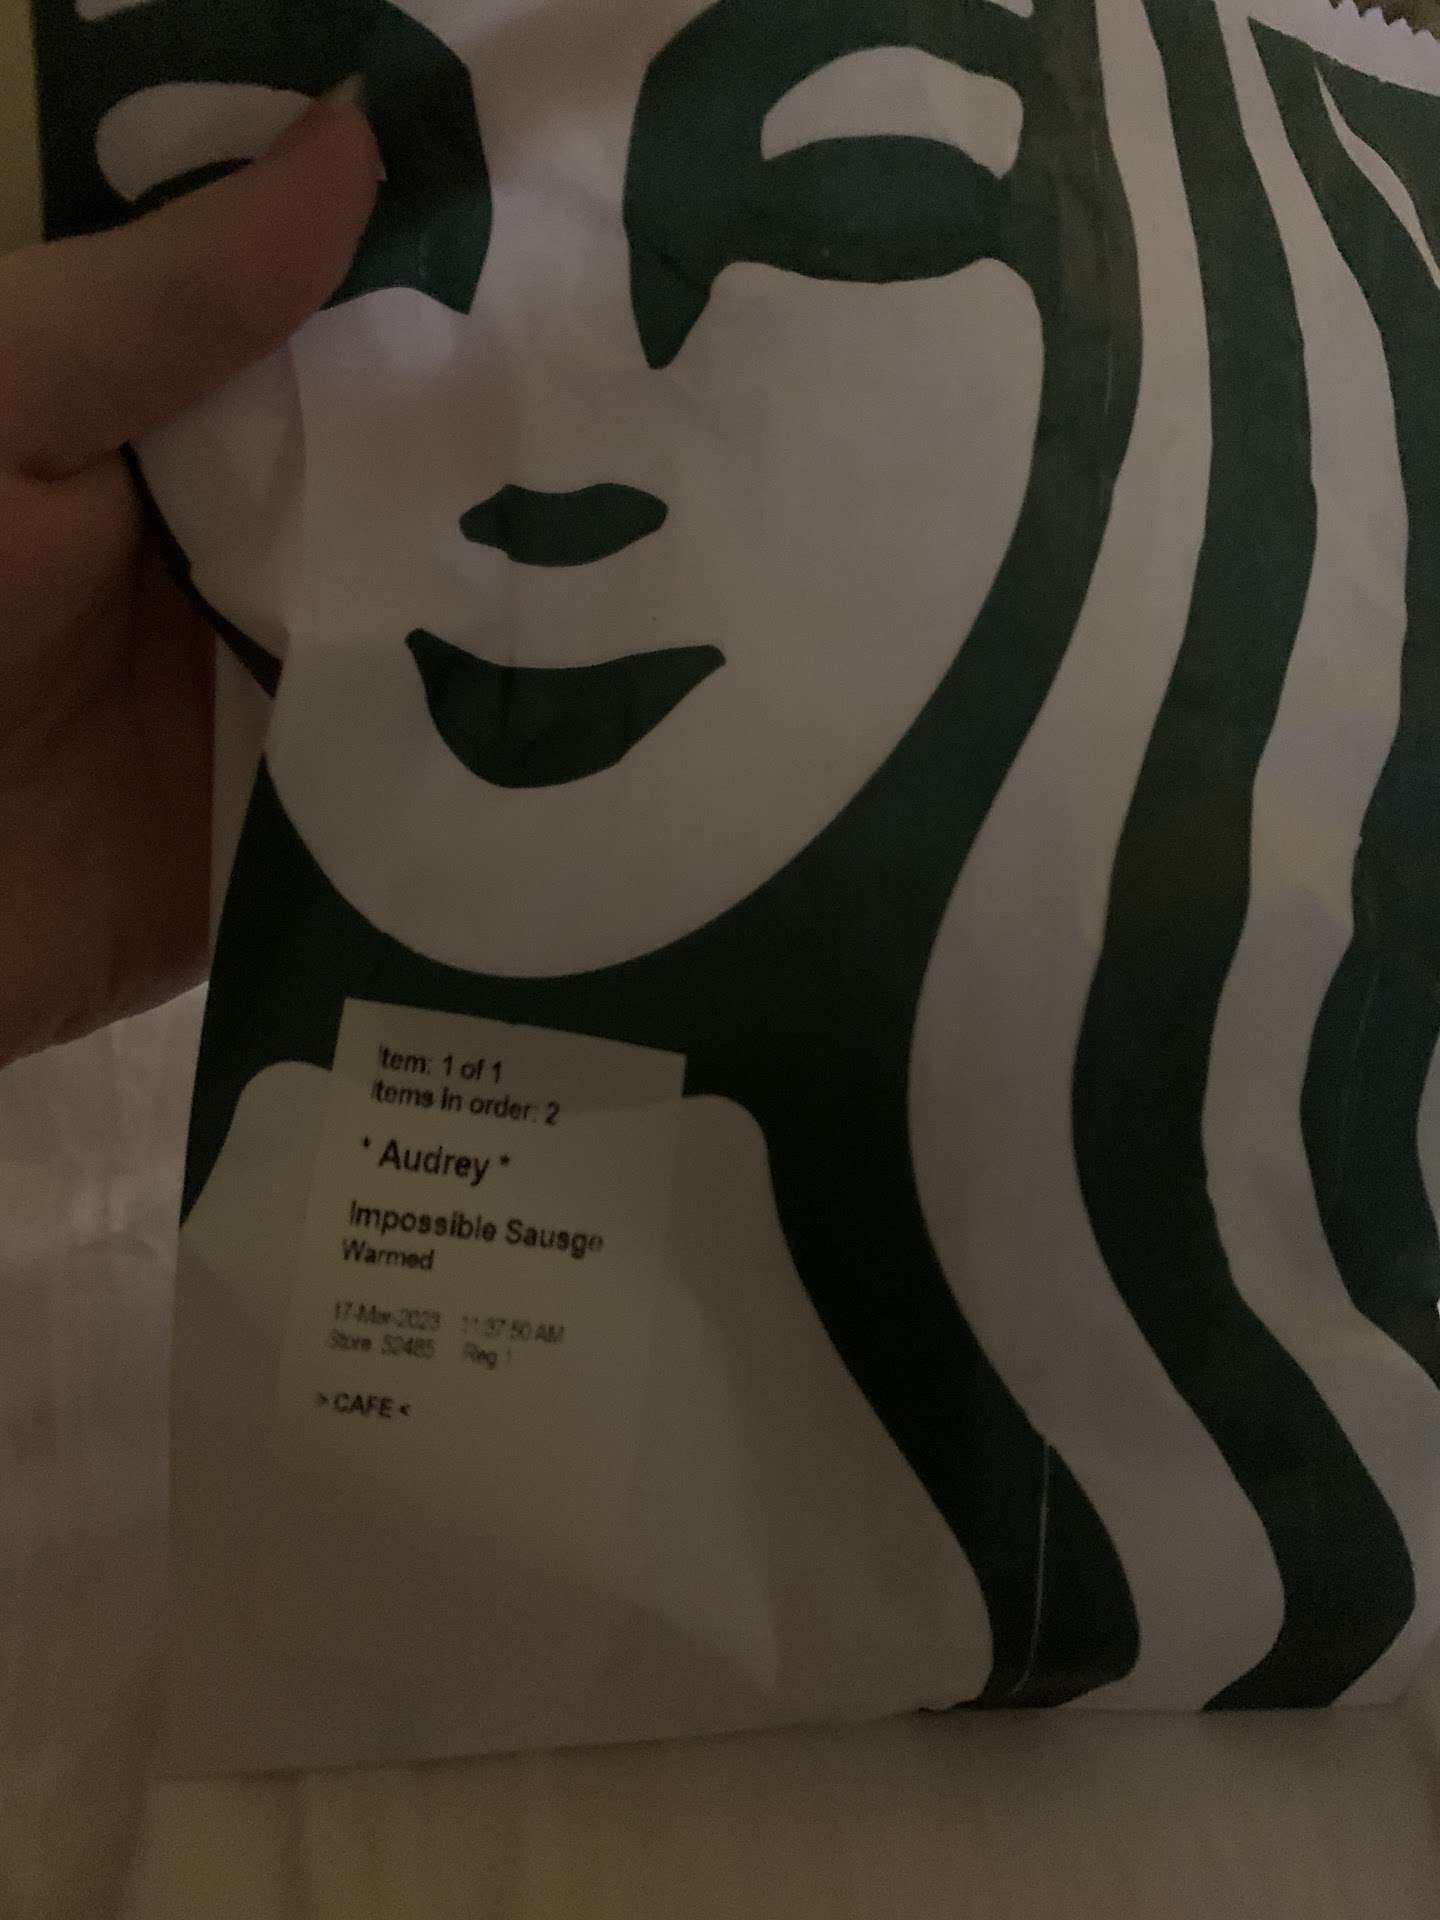 Item: 1 of 1
Items in order: 2
* Audrey *
Impossible Sausge
Warmed
17-Mar-2023 11:37:50 AM
Store 52485 Reg 1
> CAFE <